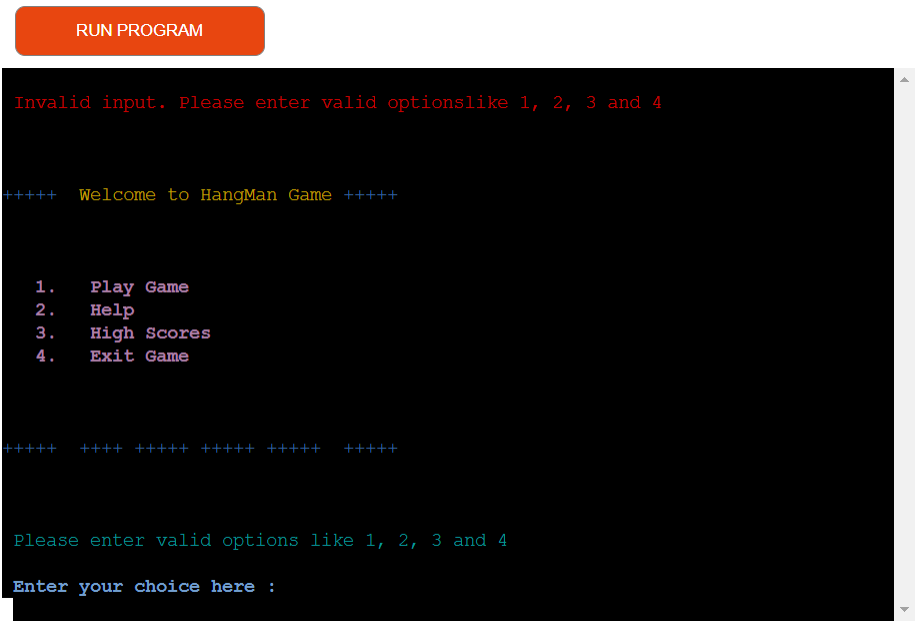 RUN PROGRAM
Invalid input. Please enter valid optionslike 1, 2, 3 and 4
+++++  Welcome to HangMan Game +++++
1.   Play Game
2.   Help
3.   High Scores
4.   Exit Game
+++++  ++++ +++++ +++++ +++++  +++++
Please enter valid options like 1, 2, 3 and 4
Enter your choice here :